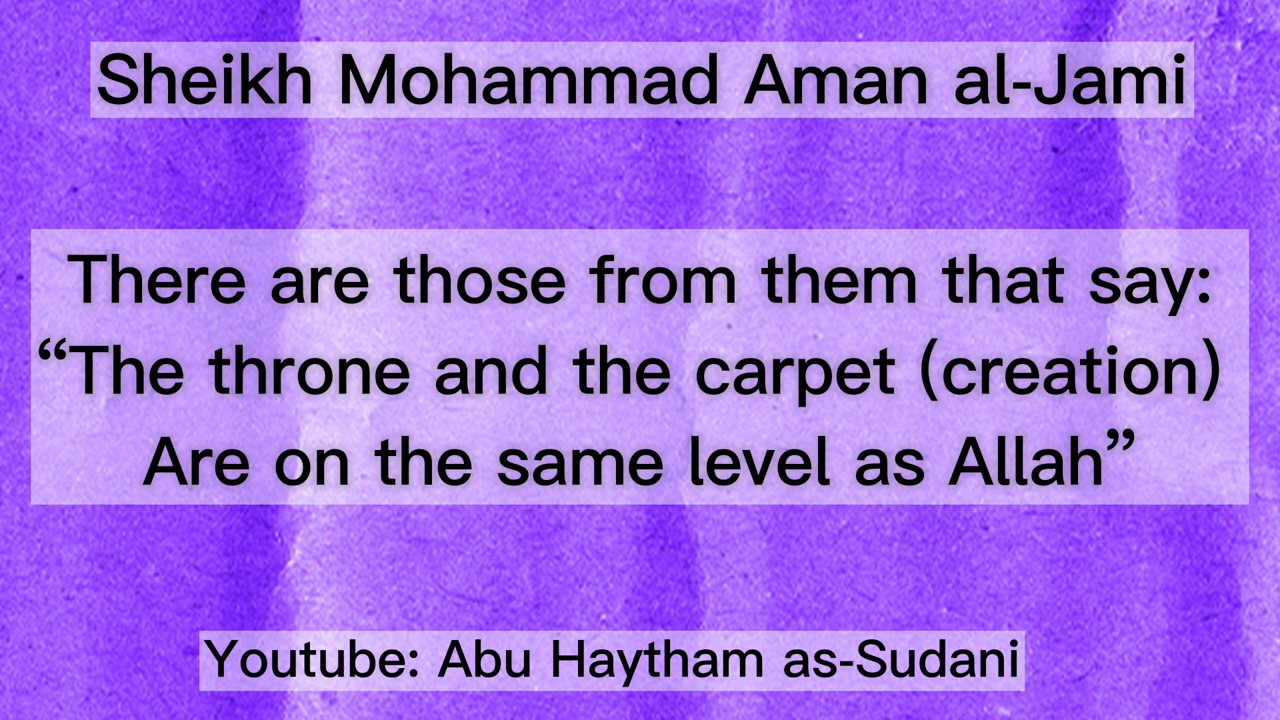 Sheikh Mohammad Aman al-Jami
There are those from them that say:
“The throne and the carpet (creation)
Are on the same level as Allah”
Youtube: Abu Haytham as-Sudani